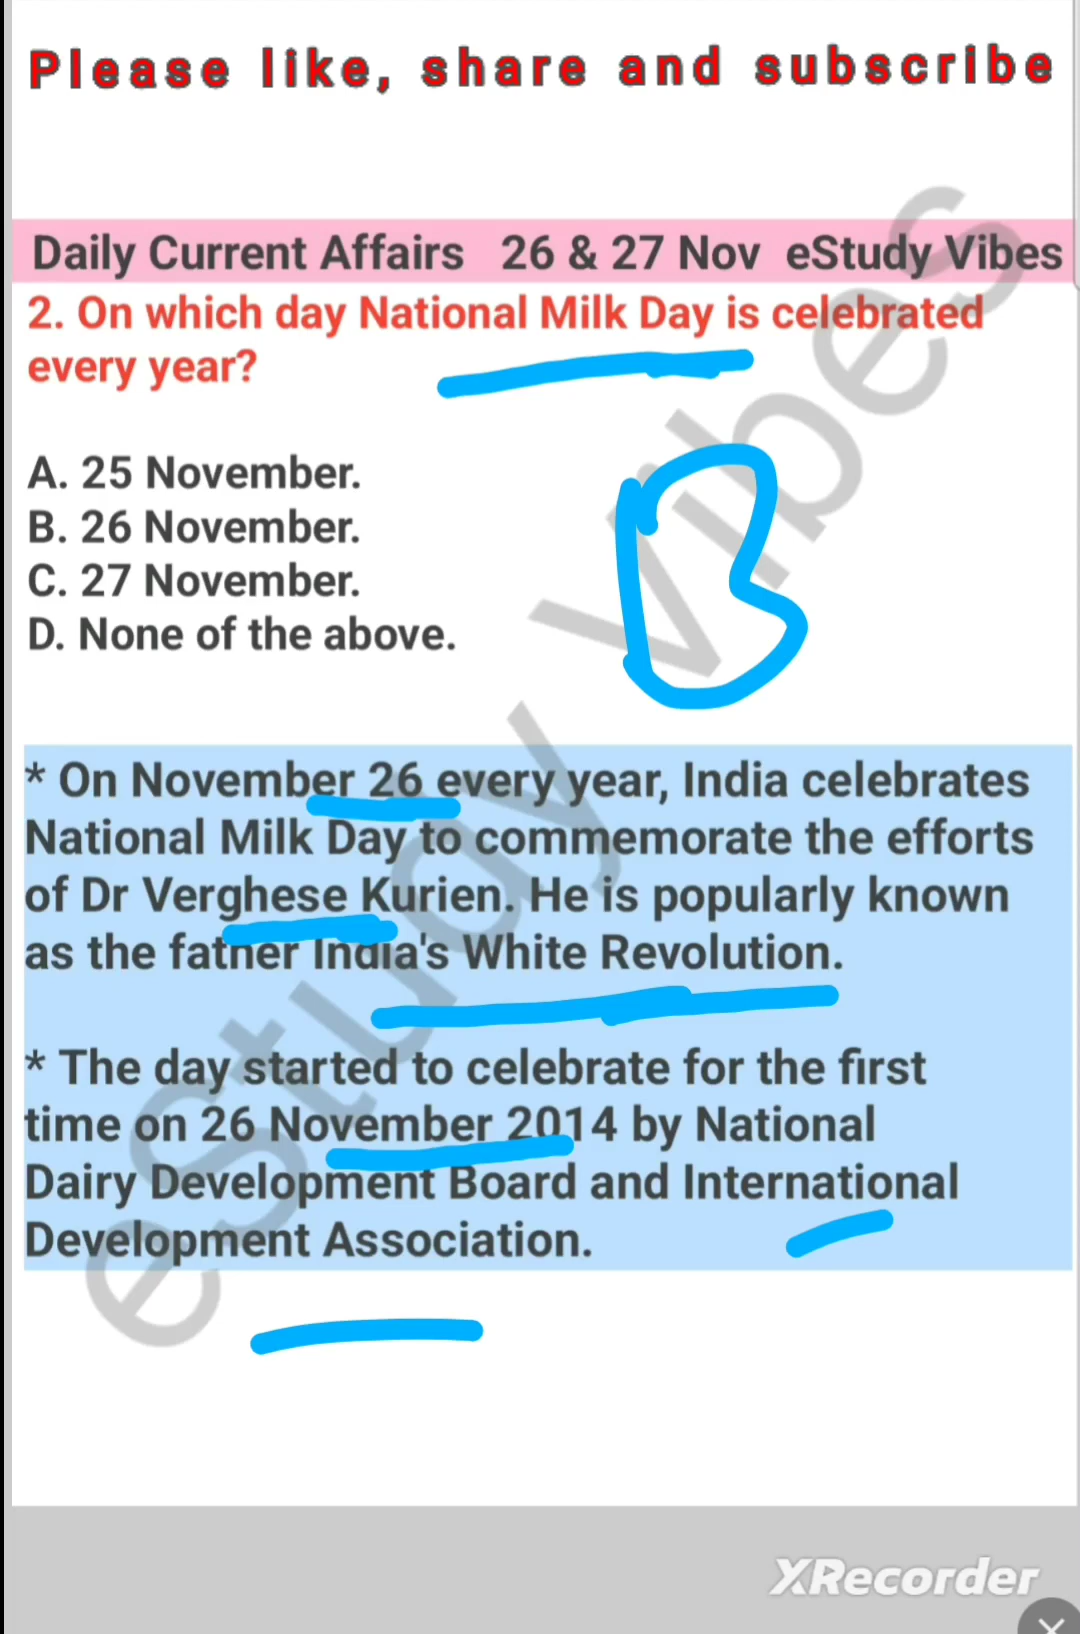 Please like, share and subscribe
Daily Current Affairs 26 & 27 Nov eStudy Vibes
2. On which day National Milk Day is celebrated
every year?
A. 25 November.
B. 26 November.
C. 27 November.
D. None of the above.
B
* On November 26 every year, India celebrates
National Milk Day to commemorate the efforts
of Dr Verghese Kurien. He is popularly known
as the father India's White Revolution.
* The day started to celebrate for the first
time on 26 November 2014 by National
Dairy Development Board and International
Development Association.
eStudy Vibes
XRecorder